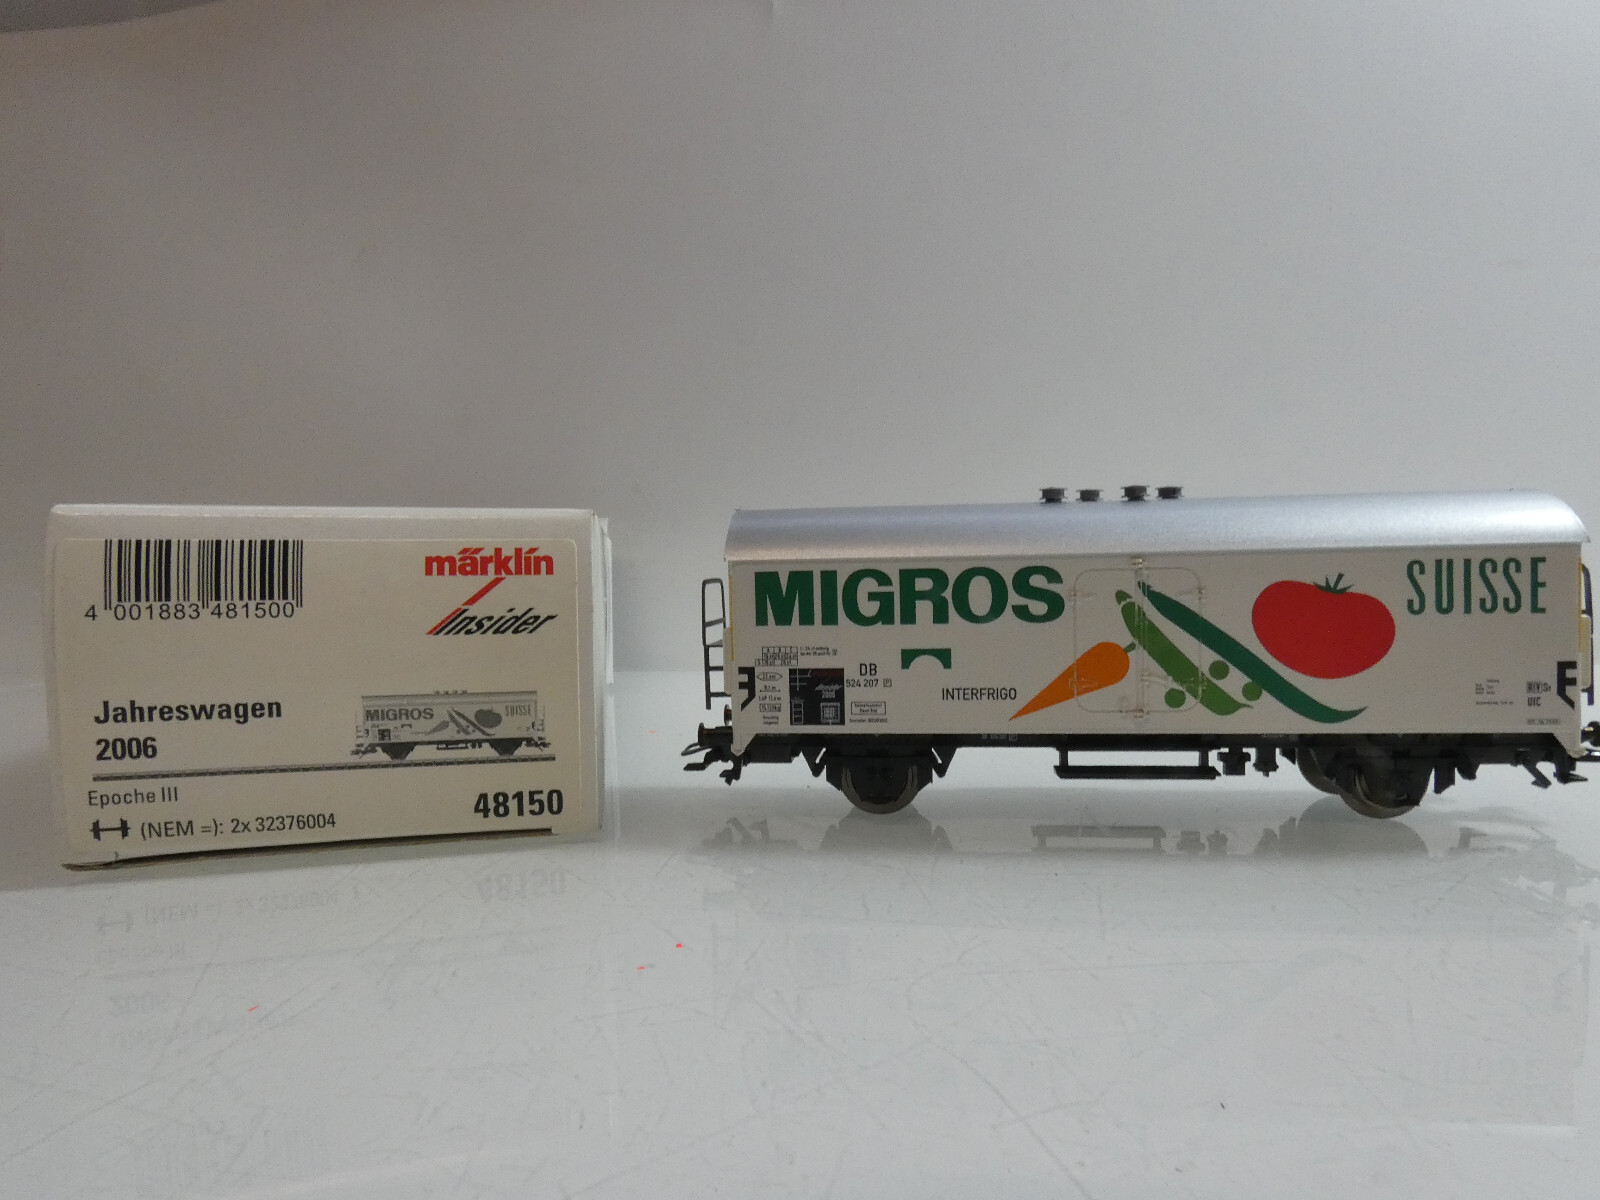 4 001883 481500
märklin
Insider
Jahreswagen
2006
MIGROS
SUISSE
Epoche III
48150
(NEM =): 2x 32376004
MIGROS
SUISSE
DB
524 207 [P]
INTERFRIGO
2006
UIC